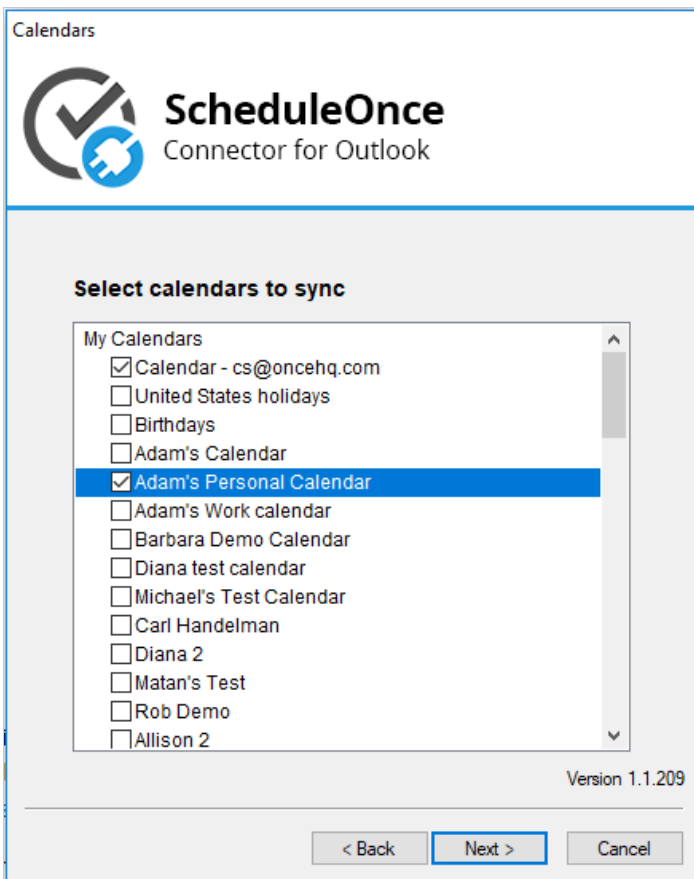 Calendars
ScheduleOnce
Connector for Outlook
Select calendars to sync
My Calendars
Calendar - cs@oncehq.com
United States holidays
Birthdays
Adam's Calendar
Adam's Personal Calendar
Adam's Work calendar
Barbara Demo Calendar
Diana test calendar
Michael's Test Calendar
Carl Handelman
Diana 2
Matan's Test
Rob Demo
Allison 2
Version 1.1.209
< Back Next > Cancel